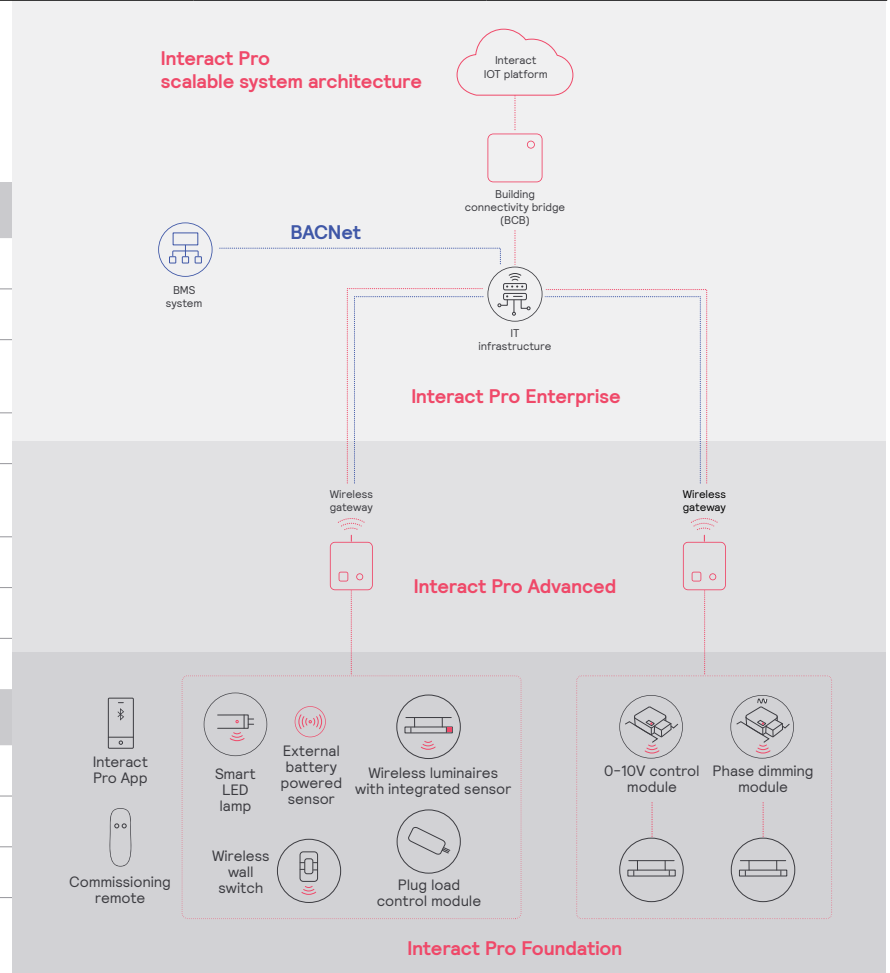 Interact Pro
scalable system architecture
Interact
IOT platform
Building
connectivity bridge
(BCB)
BACNet
BMS
system
IT
infrastructure
Interact Pro Enterprise
Wireless
gateway
Wireless
gateway
Interact Pro Advanced
Interact
Pro App
Smart
LED
lamp
External
battery
powered
sensor
Wireless luminaires
with integrated sensor
0-10V control
module
Phase dimming
module
Commissioning
remote
Wireless
wall
switch
Plug load
control module
Interact Pro Foundation